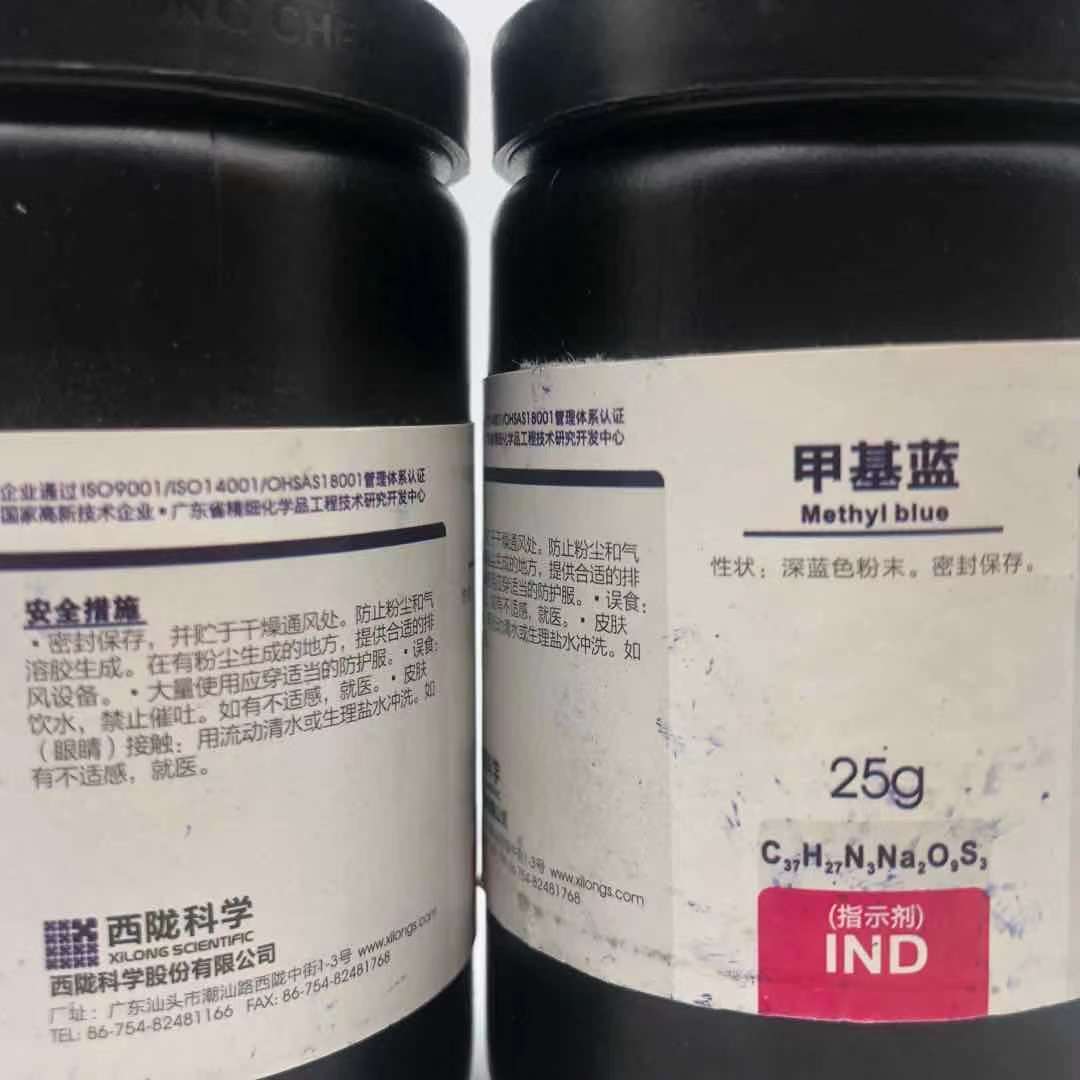 CHE
企业通过ISO9001/ISO14001/OHSAS18001管理体系认证
国家高新技术企业•广东省精细化学品工程技术研究开发中心
安全措施
•密封保存，并贮于干燥通风处。防止粉尘和气
溶胶生成。在有粉尘生成的地方，提供合适的排
风设备。•大量使用应穿适当的防护服。•误食：
饮水，禁止催吐。如有不适感，就医。•皮肤
（眼睛）接触：用流动清水或生理盐水冲洗。如
有不适感，就医。
西陇科学
XILONG SCIENTIFIC
西陇科学股份有限公司
厂址：广东汕头市潮汕路西陇中街1-3号 www.xilongs.com
TEL: 86-754-82481166 FAX: 86-754-82481768
/OHSAS18001管理体系认证
细化学品工程技术研究开发中心
干燥通风处。防止粉尘和气
生成的地方，提供合适的排
应穿适当的防护服。•误食：
有不适感，就医。•皮肤
清水或生理盐水冲洗。如
1-3号 www.xilongs.com
-82481768
甲基蓝
Methyl blue
性状：深蓝色粉末。密封保存。
25g
C37H27N3Na2O9S3
(指示剂)
IND